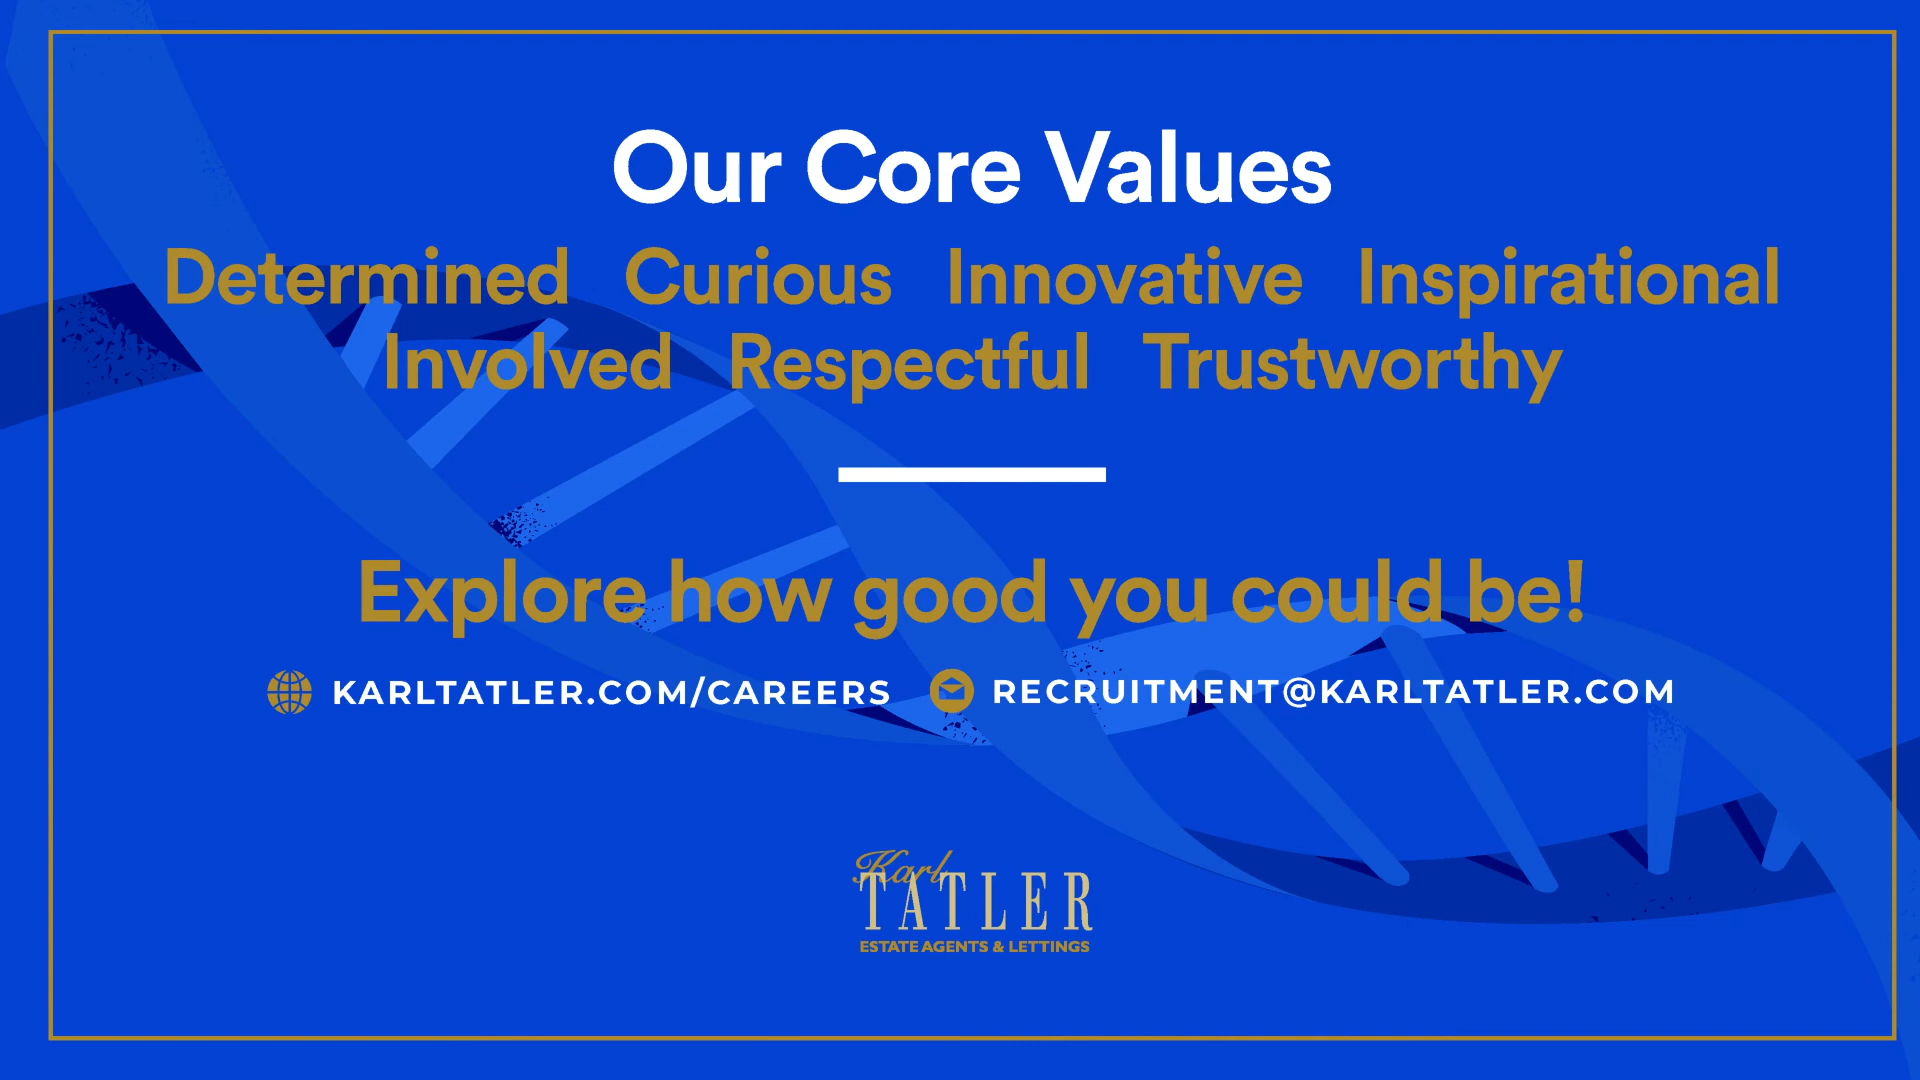 Our Core Values
Determined Curious Innovative Inspirational
Involved Respectful Trustworthy
Explore how good you could be!
KARLTATLER.COM/CAREERS RECRUITMENT@KARLTATLER.COM
Karl
TATLER
ESTATE AGENTS & LETTINGS